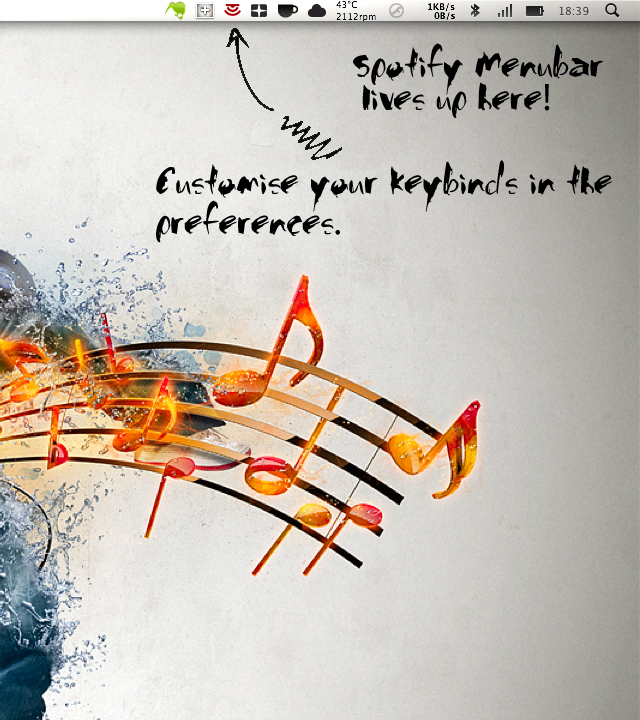 43°C
2112rpm
1KB/s
0B/s
18:39
Spotify Menubar
lives up here!
Customise your keybinds in the
preferences.